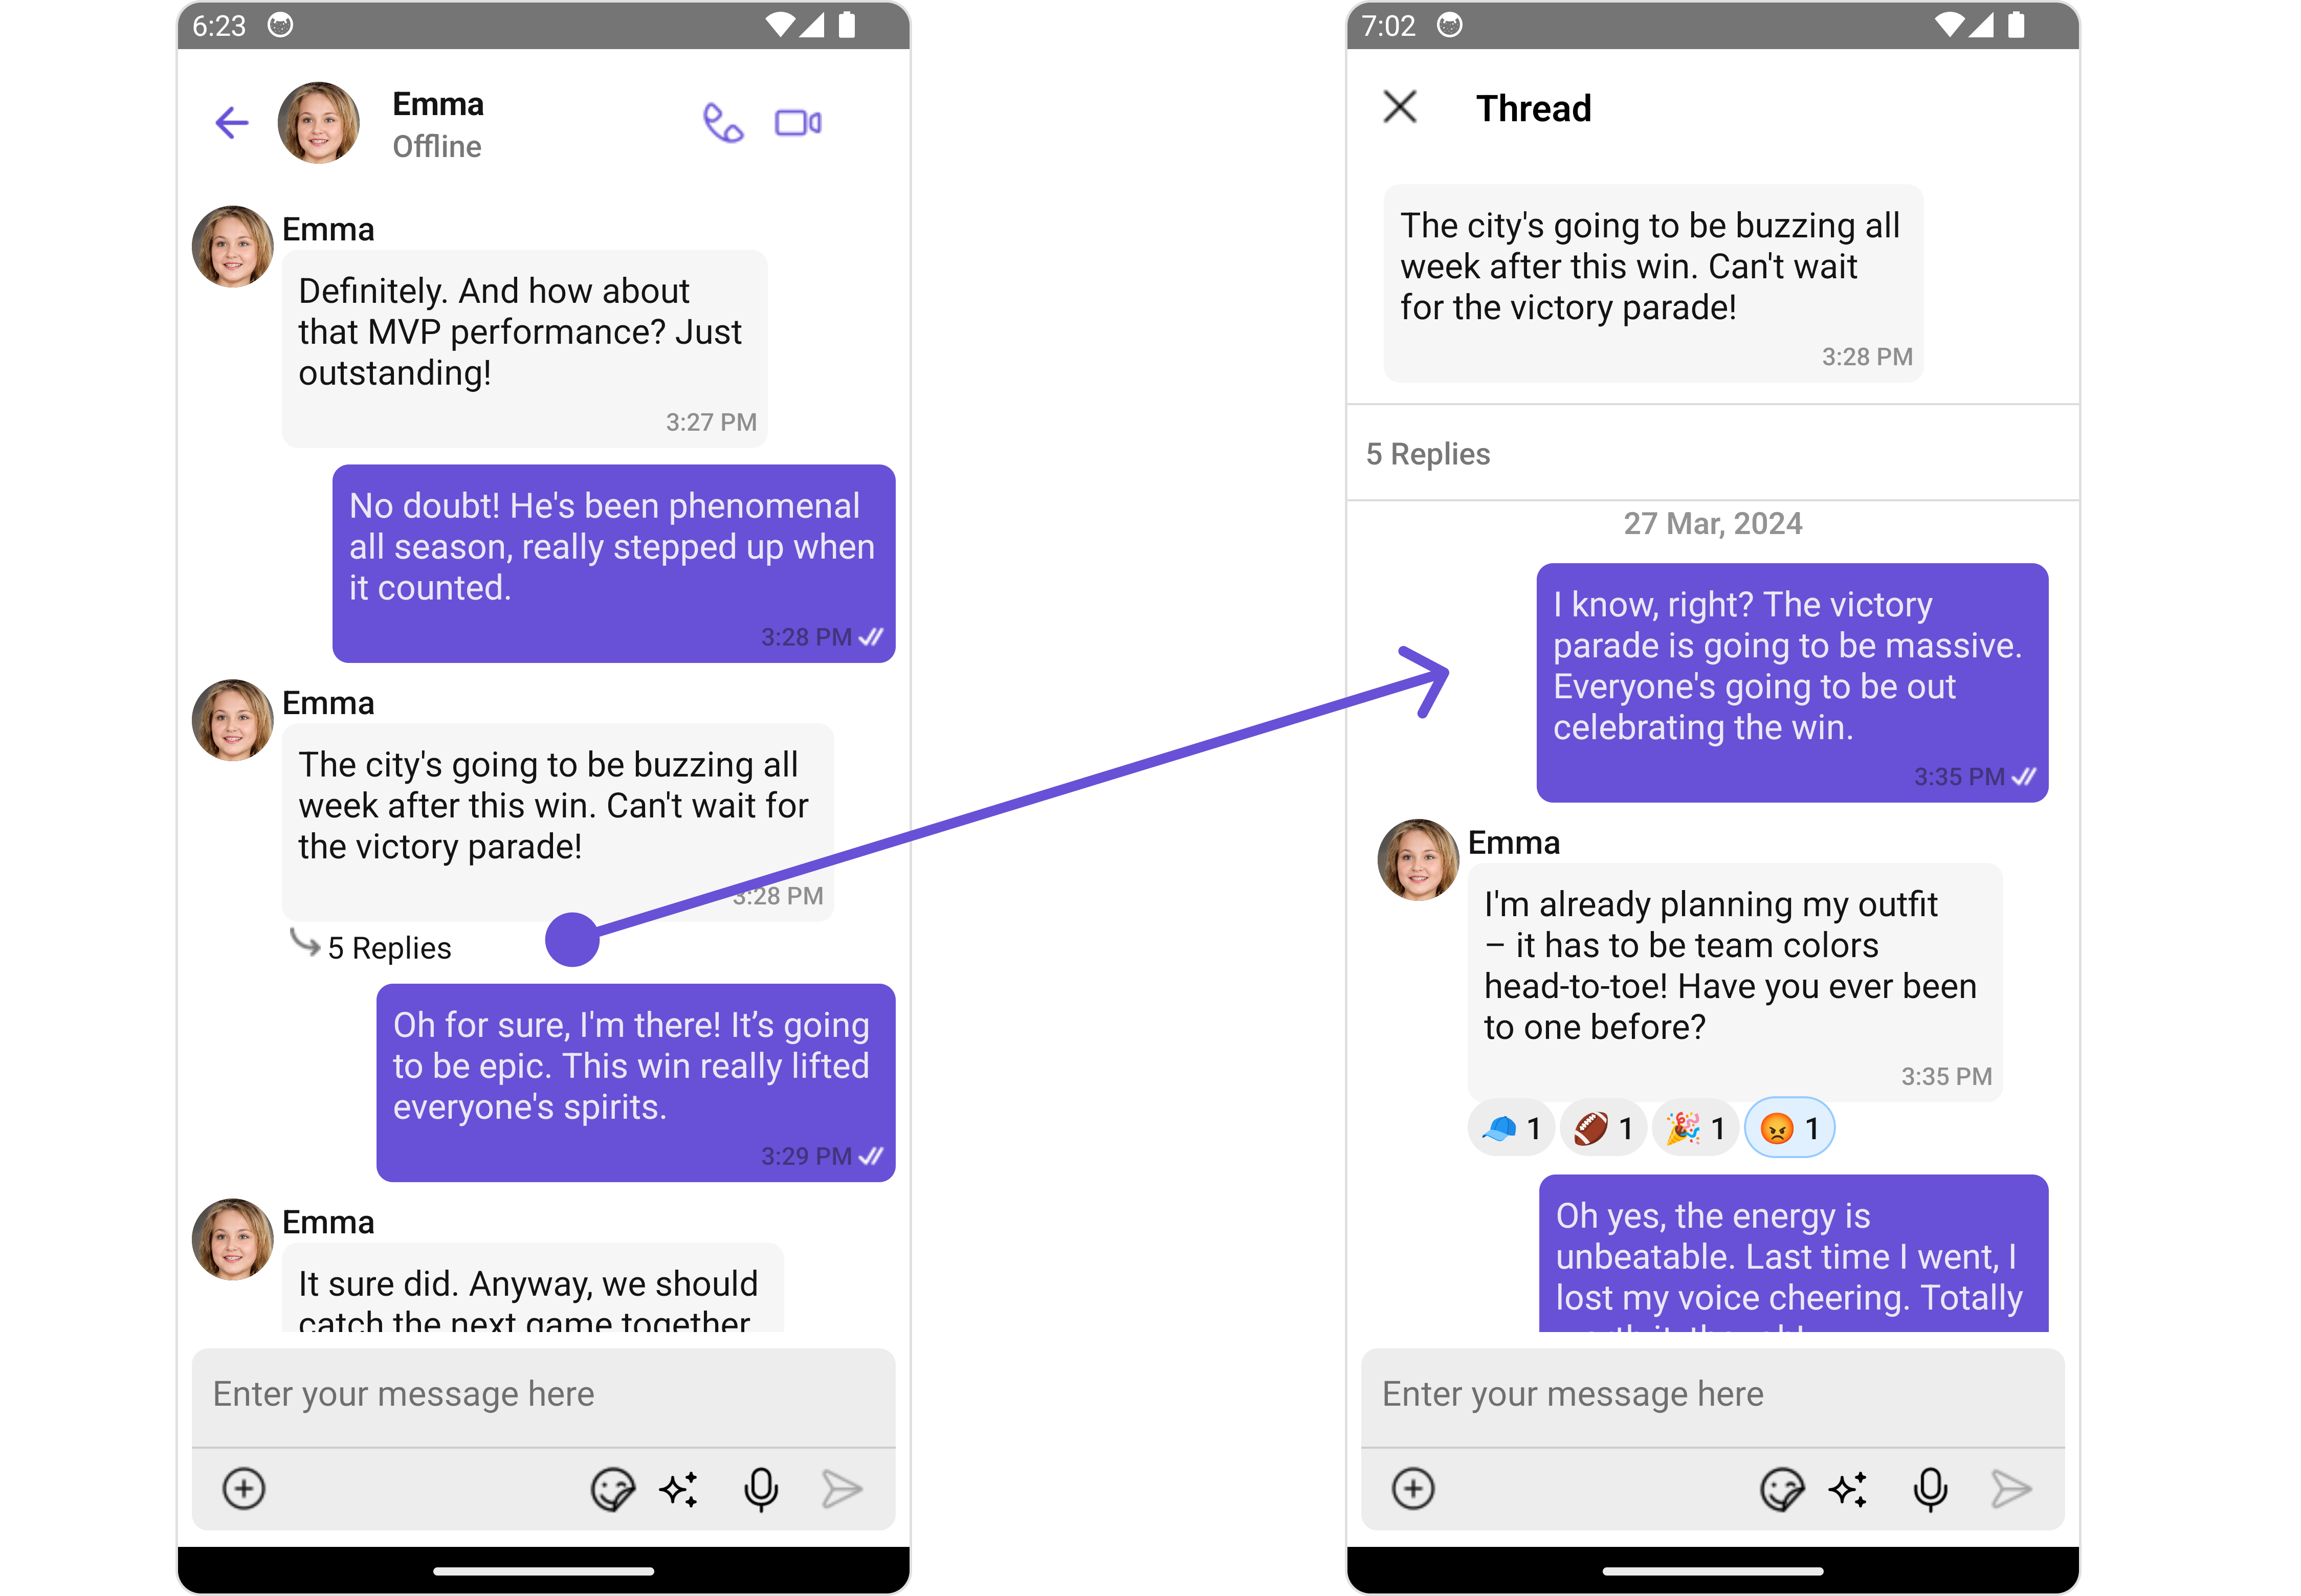 6:23
Emma
Offline
Emma
Definitely. And how about
that MVP performance? Just
outstanding!
3:27 PM
No doubt! He's been phenomenal
all season, really stepped up when
it counted.
3:28 PM
Emma
The city's going to be buzzing all
week after this win. Can't wait for
the victory parade!
3:28 PM
5 Replies
Oh for sure, I'm there! It’s going
to be epic. This win really lifted
everyone's spirits.
3:29 PM
Emma
It sure did. Anyway, we should
catch the next game together
Enter your message here
7:02
Thread
The city's going to be buzzing all
week after this win. Can't wait
for the victory parade!
3:28 PM
5 Replies
27 Mar, 2024
I know, right? The victory
parade is going to be massive.
Everyone's going to be out
celebrating the win.
3:35 PM
Emma
I'm already planning my outfit
– it has to be team colors
head-to-toe! Have you ever been
to one before?
3:35 PM
1 1 1 1
Oh yes, the energy is
unbeatable. Last time I went, I
lost my voice cheering. Totally
Enter your message here